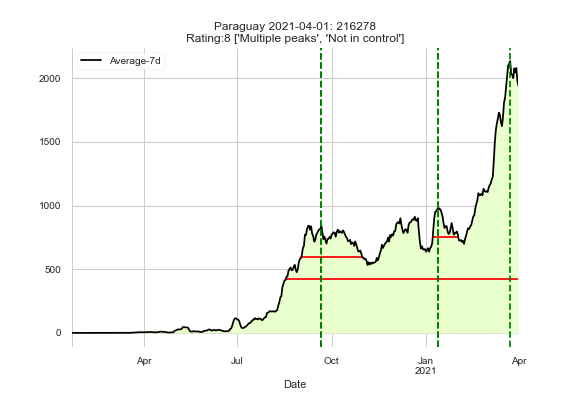 Paraguay 2021-04-01: 216278
Rating:8 ['Multiple peaks', 'Not in control']
Average-7d
2000
1500
1000
500
0
Apr
Jul
Oct
Jan
2021
Apr
Date